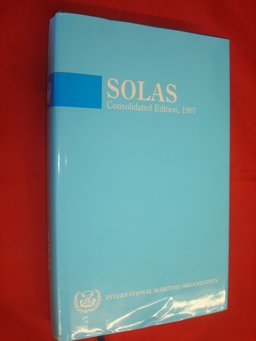 SOLAS
Consolidated Edition, 1997
INTERNATIONAL MARITIME ORGANIZATION